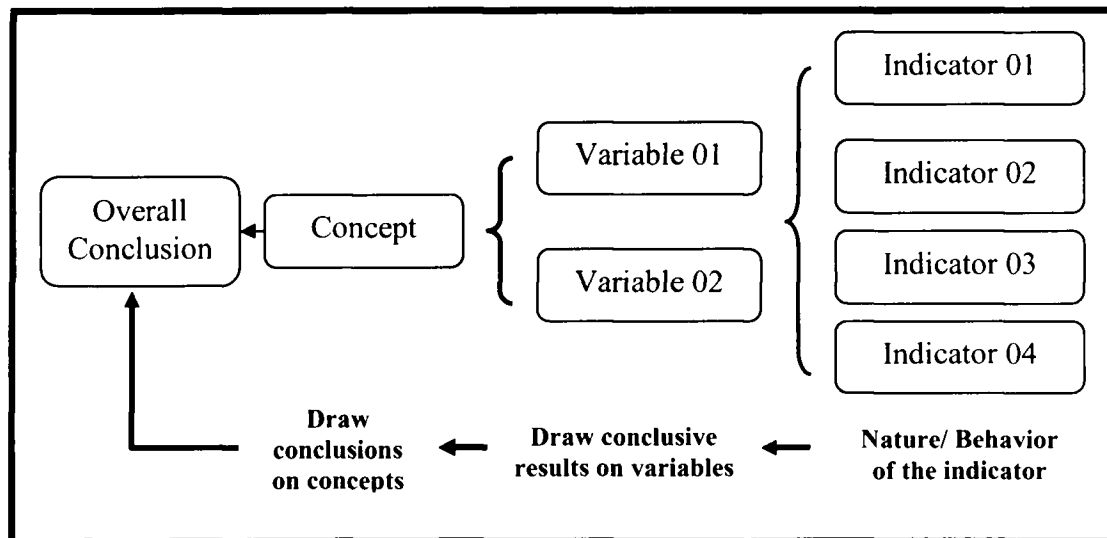 Overall
Conclusion
Concept
Variable 01
Variable 02
Indicator 01
Indicator 02
Indicator 03
Indicator 04
Draw
conclusions
on concepts
Draw conclusive
results on variables
Nature/ Behavior
of the indicator